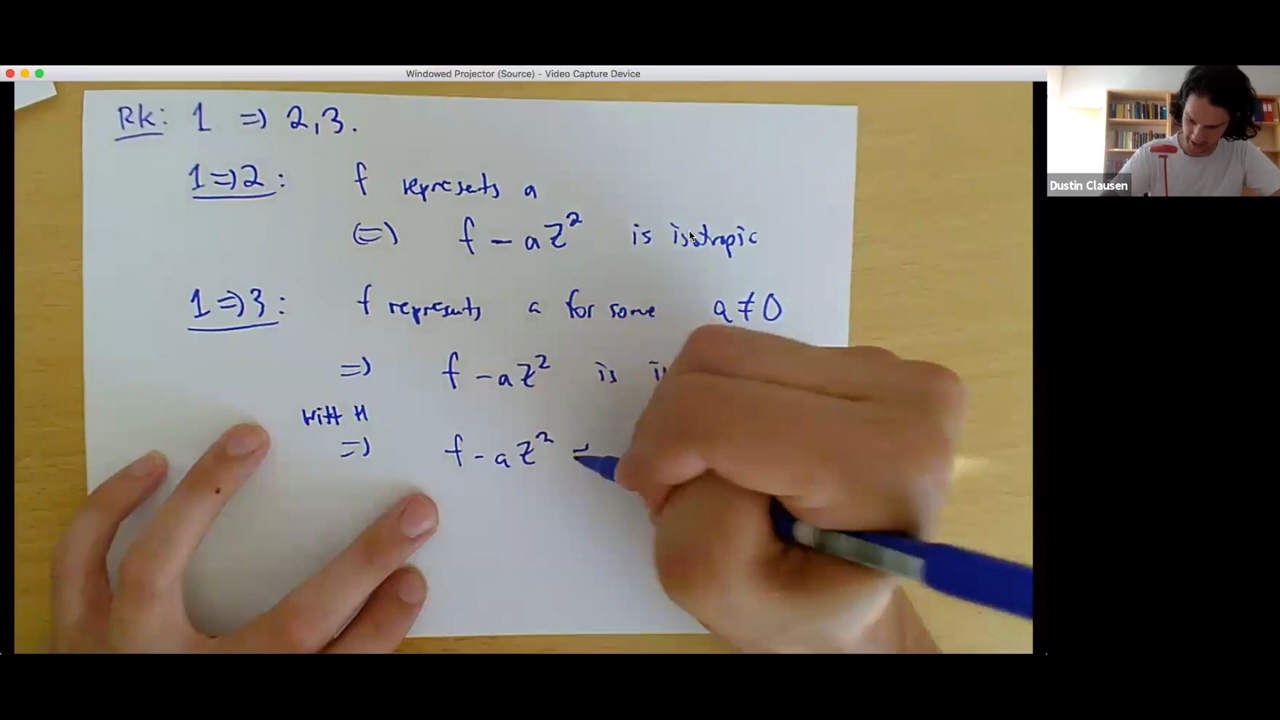 Windowed Projector (Source) - Video Capture Device
Rk: 1 => 2,3.
1=>2: f represents a
(=) f - aZ² is isotropic
Dustin Clausen
1=>3: f represents a for some a≠0
=> f - aZ² is
Witt
=> f - aZ²